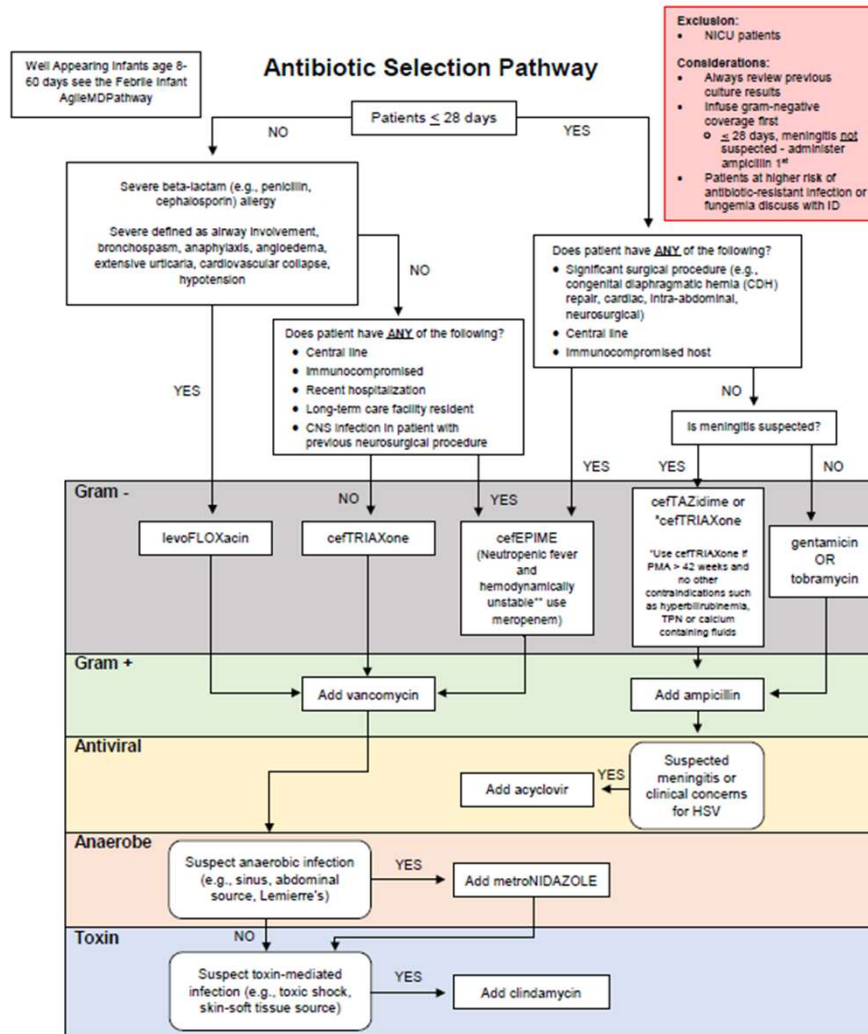 Well Appearing Infants age 8-
60 days see the Febrile Infant
AgileMDPathway
Antibiotic Selection Pathway
Exclusion:
• NICU patients
Considerations:
• Always review previous
culture results
• Infuse gram-negative
coverage first
o ≤ 28 days, meningitis not
suspected - administer
ampicillin 1st
• Patients at higher risk of
antibiotic-resistant infection or
fungemia discuss with ID
Patients ≤ 28 days
NO
YES
Severe beta-lactam (e.g., penicillin,
cephalosporin) allergy
Severe defined as airway involvement,
bronchospasm, anaphylaxis, angioedema,
extensive urticaria, cardiovascular collapse,
hypotension
NO
YES
Does patient have ANY of the following?
• Central line
• Immunocompromised
• Recent hospitalization
• Long-term care facility resident
• CNS infection in patient with
previous neurosurgical procedure
NO
YES
Does patient have ANY of the following?
• Significant surgical procedure (e.g.,
congenital diaphragmatic hernia (CDH)
repair, cardiac, intra-abdominal,
neurosurgical)
• Central line
• Immunocompromised host
YES
NO
Is meningitis suspected?
YES
NO
Gram -
levoFLOXacin
cefTRIAXone
cefEPIME
(Neutropenic fever
and
hemodynamically
unstable** use
meropenem)
cefTAZidime or
*cefTRIAXone
*Use cefTRIAXone if
PMA > 42 weeks and
no other
contraindications such
as hyperbilirubinemia,
TPN or calcium
containing fluids
gentamicin
OR
tobramycin
Gram +
Add vancomycin
Add ampicillin
Antiviral
Add acyclovir
YES
Suspected
meningitis or
clinical concerns
for HSV
Anaerobe
Suspect anaerobic infection
(e.g., sinus, abdominal
source, Lemierre's)
YES
Add metroNIDAZOLE
NO
Toxin
Suspect toxin-mediated
infection (e.g., toxic shock,
skin-soft tissue source)
YES
Add clindamycin